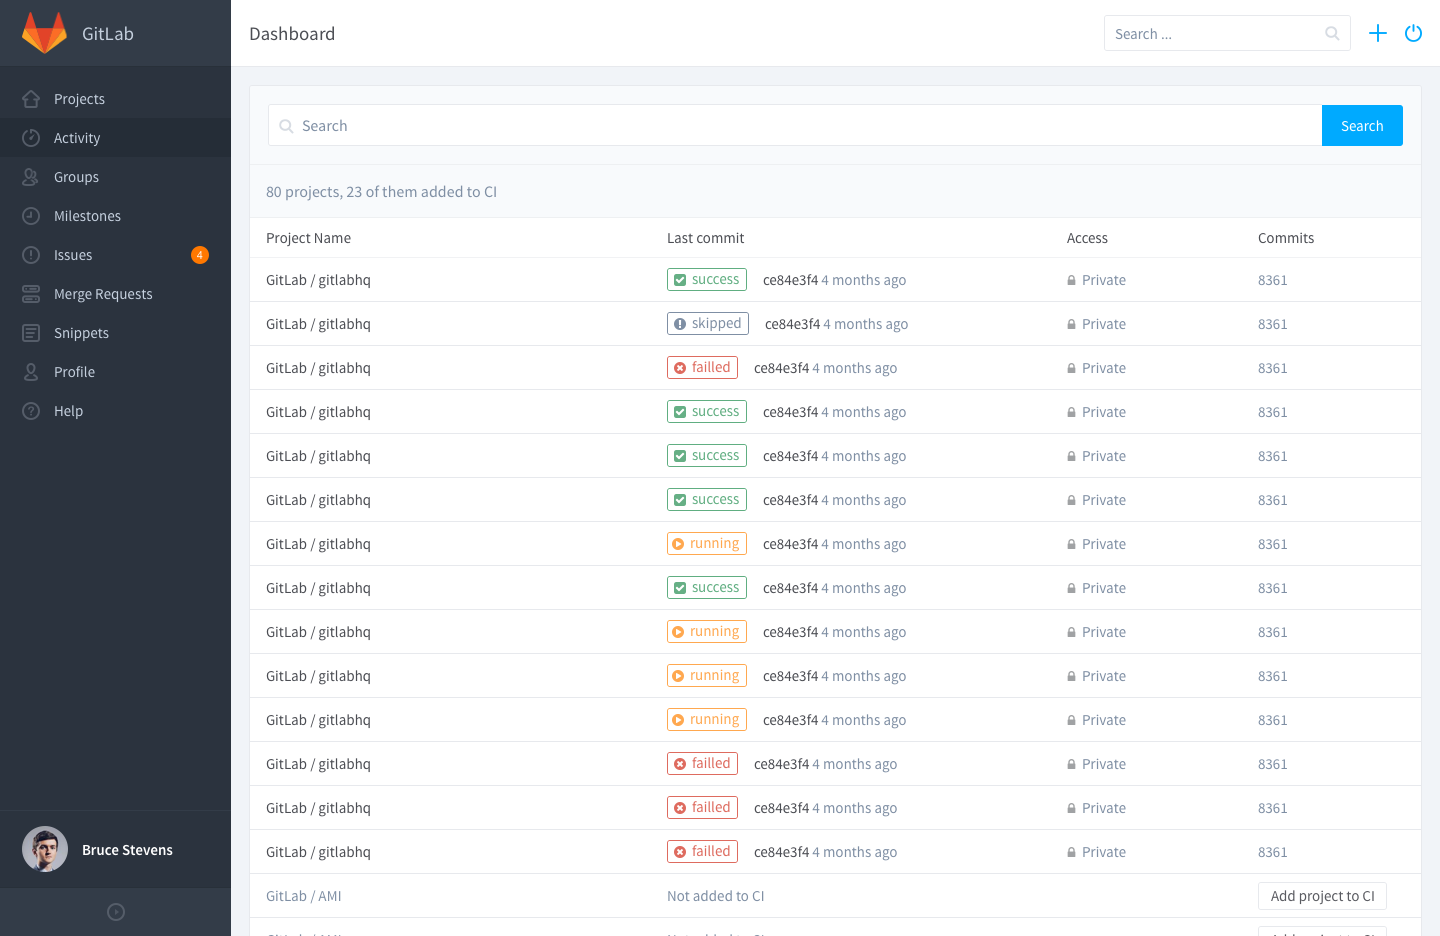 GitLab
Dashboard
Search ...
Projects
Activity
Groups
Milestones
Issues 4
Merge Requests
Snippets
Profile
Help
Bruce Stevens
Search Search
80 projects, 23 of them added to CI
Project Name Last commit Access Commits
GitLab / gitlabhq success ce84e3f4 4 months ago Private 8361
GitLab / gitlabhq skipped ce84e3f4 4 months ago Private 8361
GitLab / gitlabhq failled ce84e3f4 4 months ago Private 8361
GitLab / gitlabhq success ce84e3f4 4 months ago Private 8361
GitLab / gitlabhq success ce84e3f4 4 months ago Private 8361
GitLab / gitlabhq success ce84e3f4 4 months ago Private 8361
GitLab / gitlabhq running ce84e3f4 4 months ago Private 8361
GitLab / gitlabhq success ce84e3f4 4 months ago Private 8361
GitLab / gitlabhq running ce84e3f4 4 months ago Private 8361
GitLab / gitlabhq running ce84e3f4 4 months ago Private 8361
GitLab / gitlabhq running ce84e3f4 4 months ago Private 8361
GitLab / gitlabhq failled ce84e3f4 4 months ago Private 8361
GitLab / gitlabhq failled ce84e3f4 4 months ago Private 8361
GitLab / gitlabhq failled ce84e3f4 4 months ago Private 8361
GitLab / AMI Not added to CI Add project to CI